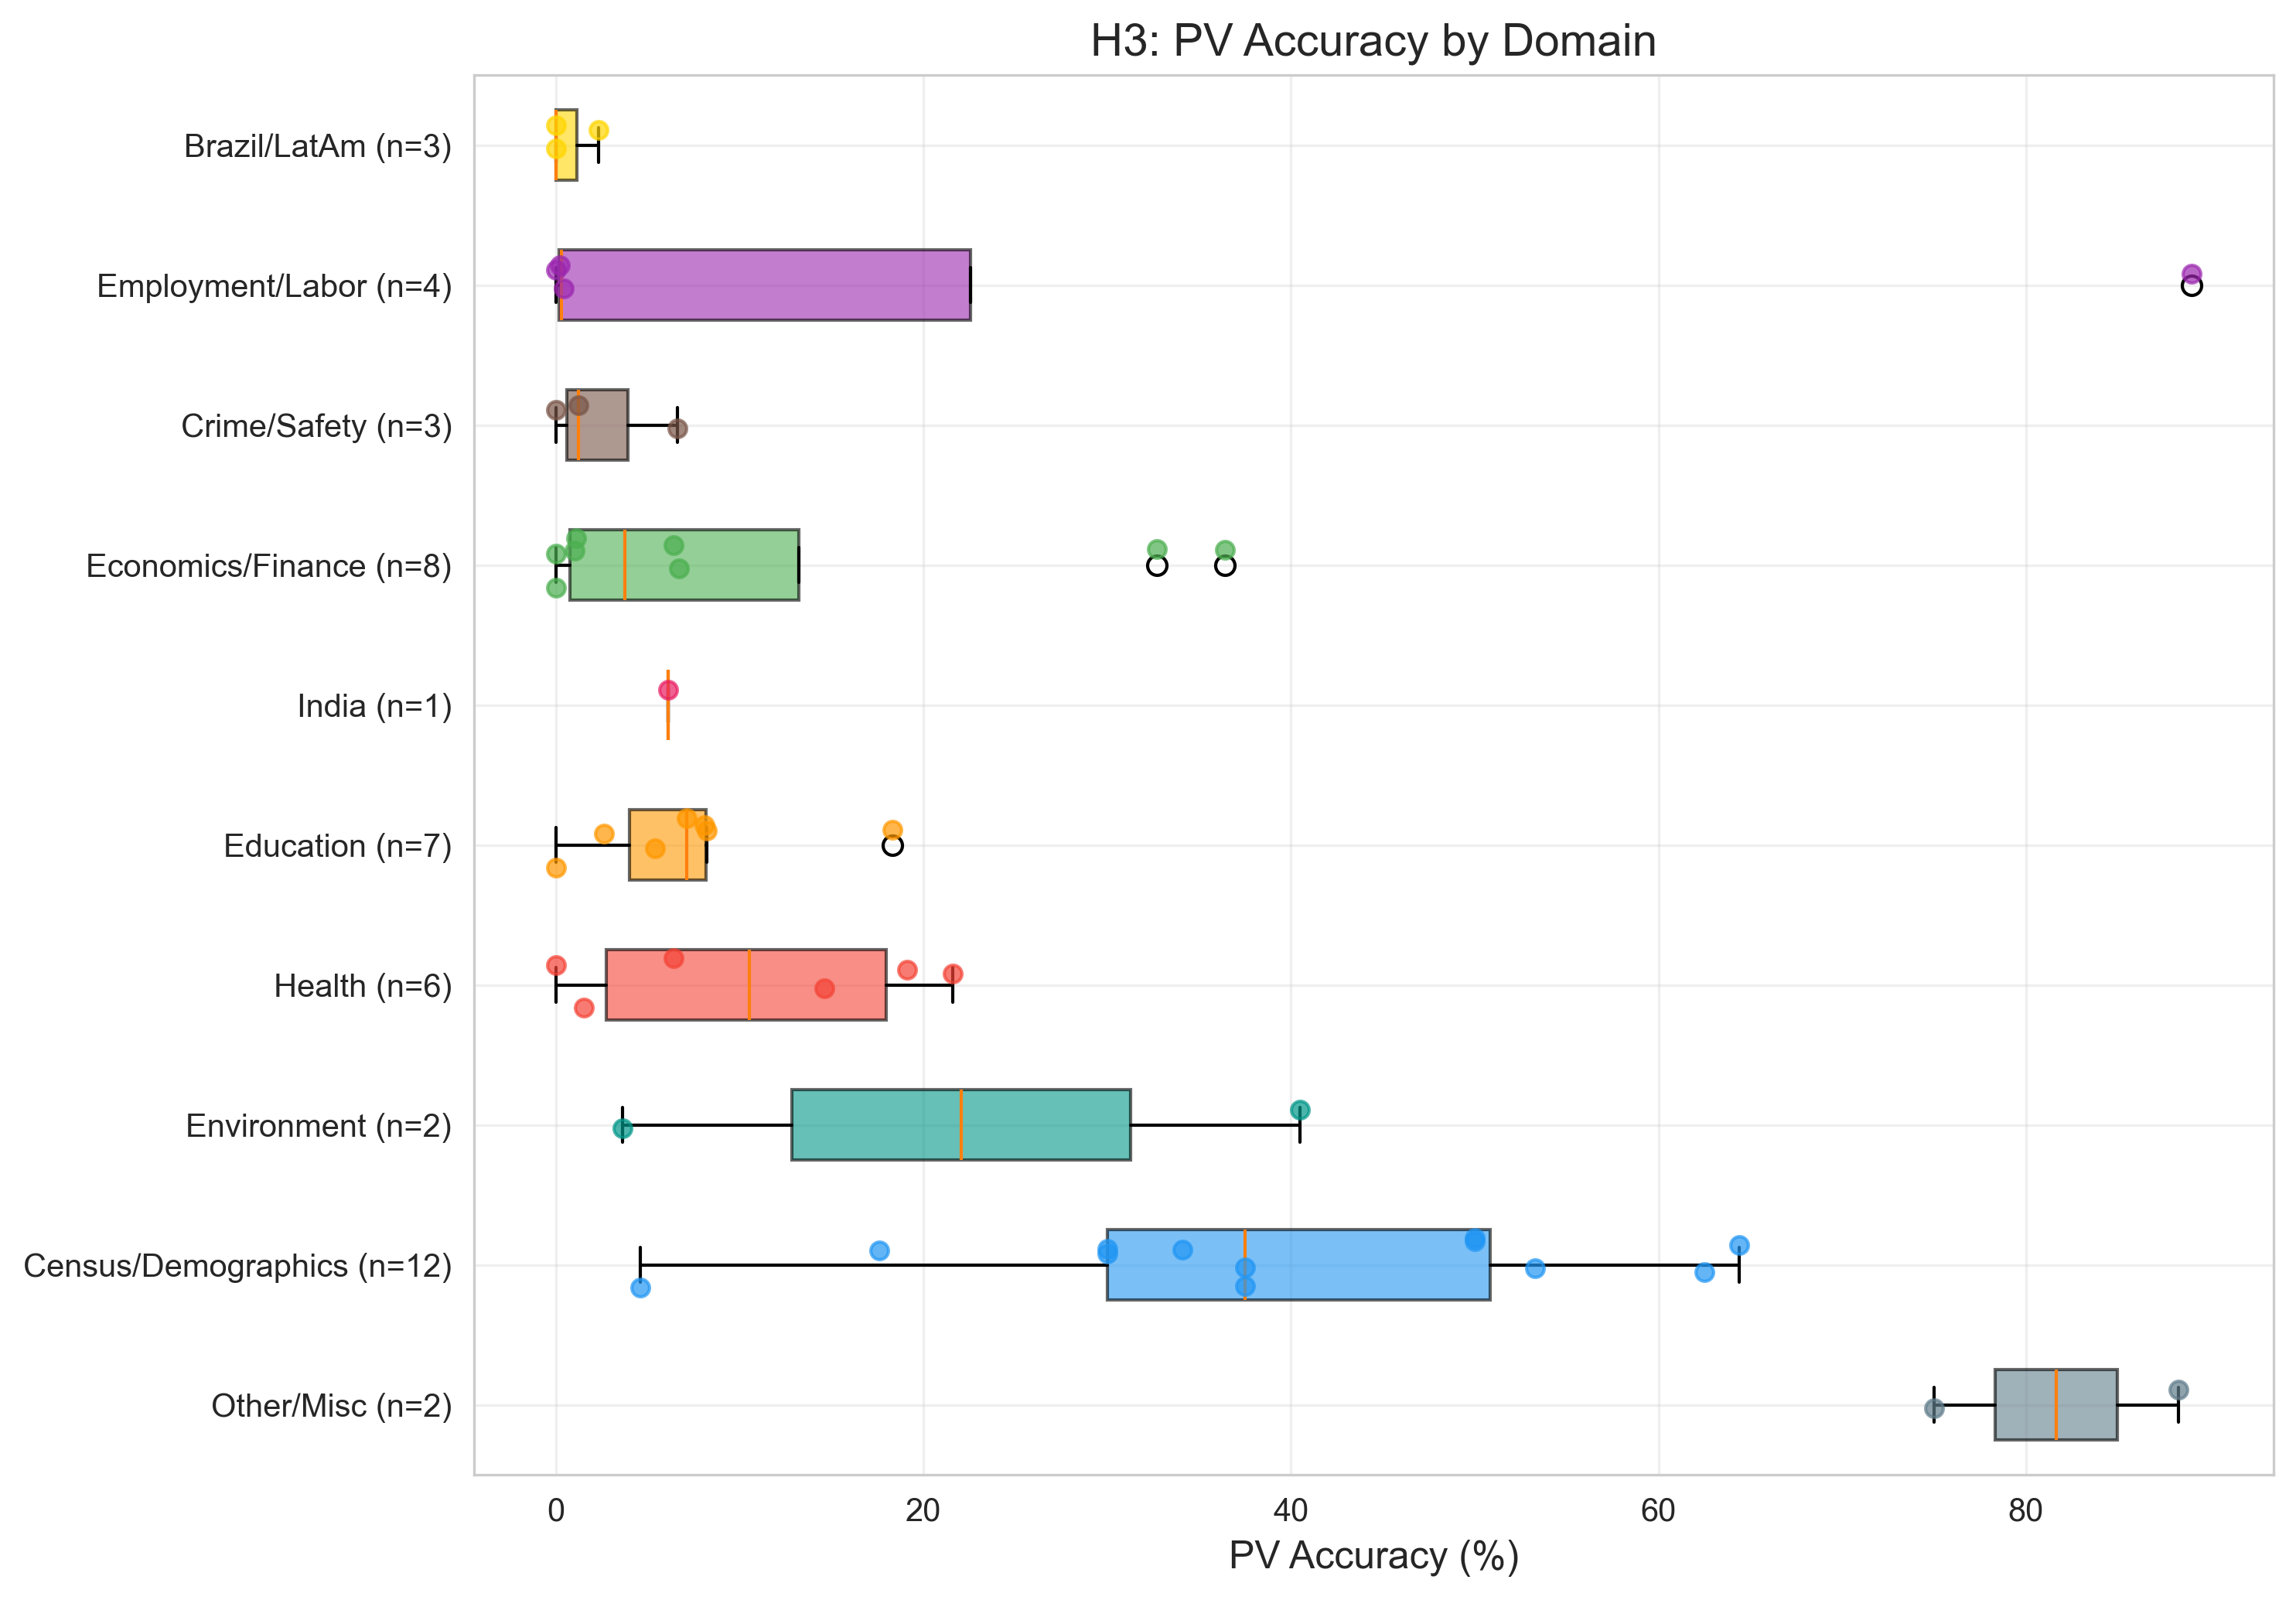 H3: PV Accuracy by Domain
Brazil/LatAm (n=3)
Employment/Labor (n=4)
Crime/Safety (n=3)
Economics/Finance (n=8)
India (n=1)
Education (n=7)
Health (n=6)
Environment (n=2)
Census/Demographics (n=12)
Other/Misc (n=2)
0 20 40 60 80
PV Accuracy (%)